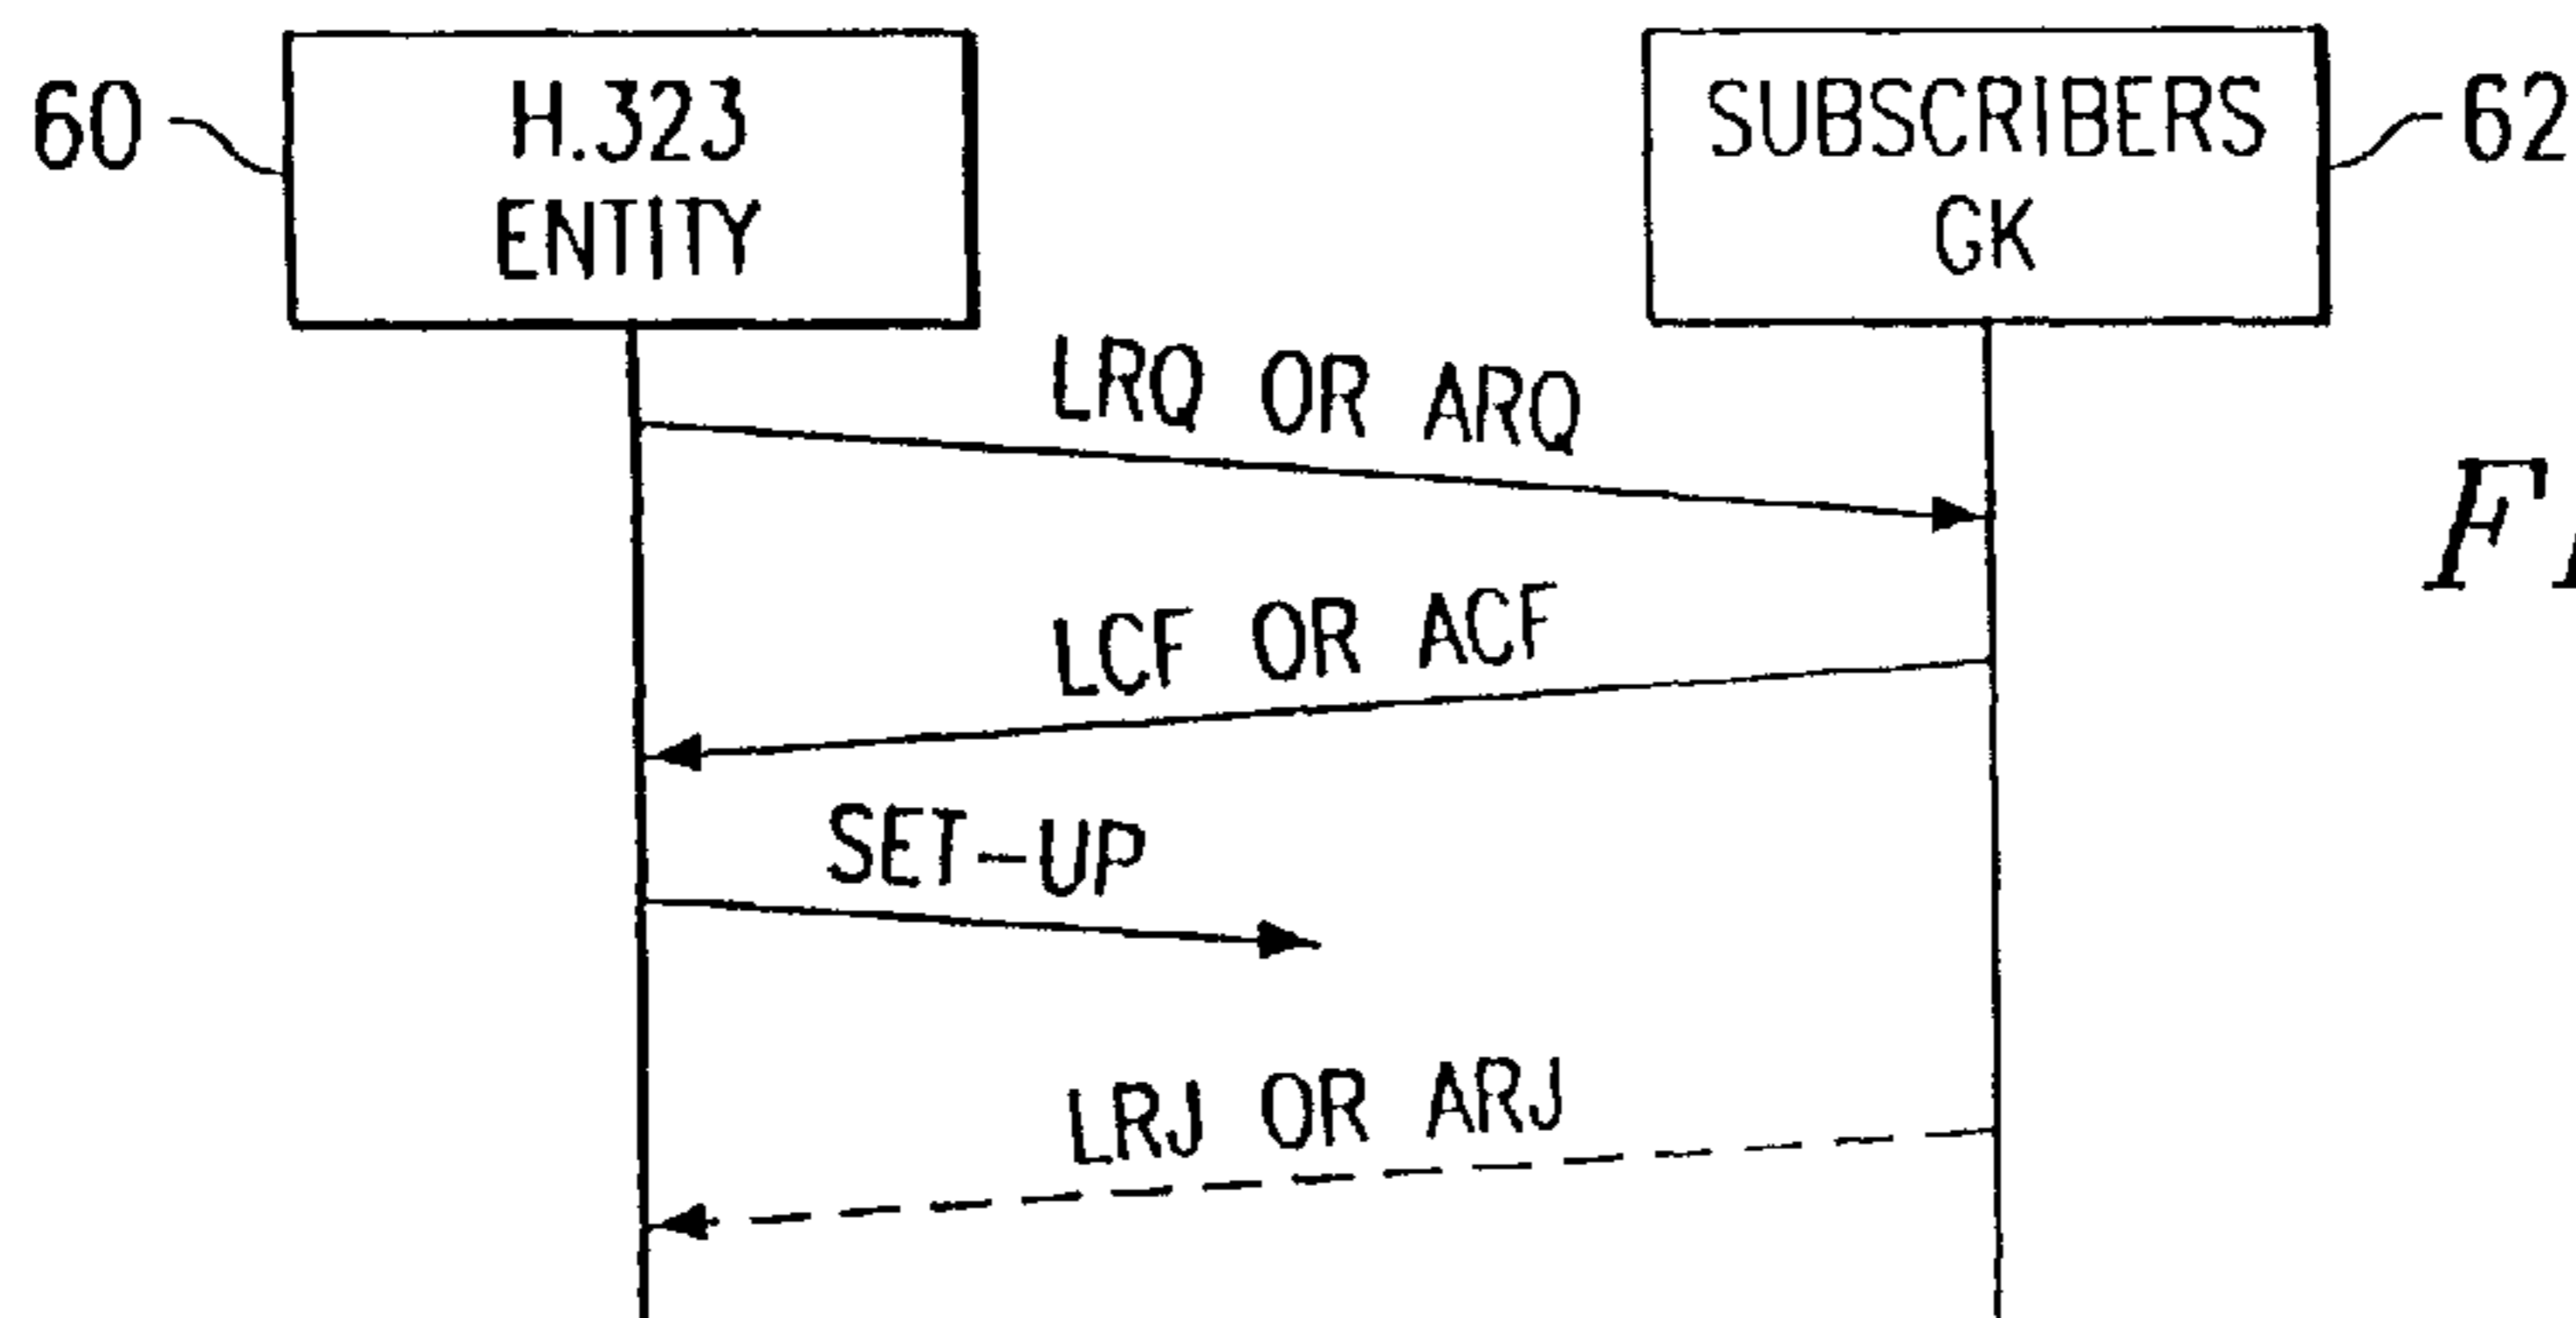 60
H.323
ENTITY
SUBSCRIBERS
GK
62
LRQ OR ARQ
LCF OR ACF
SET-UP
LRJ OR ARJ